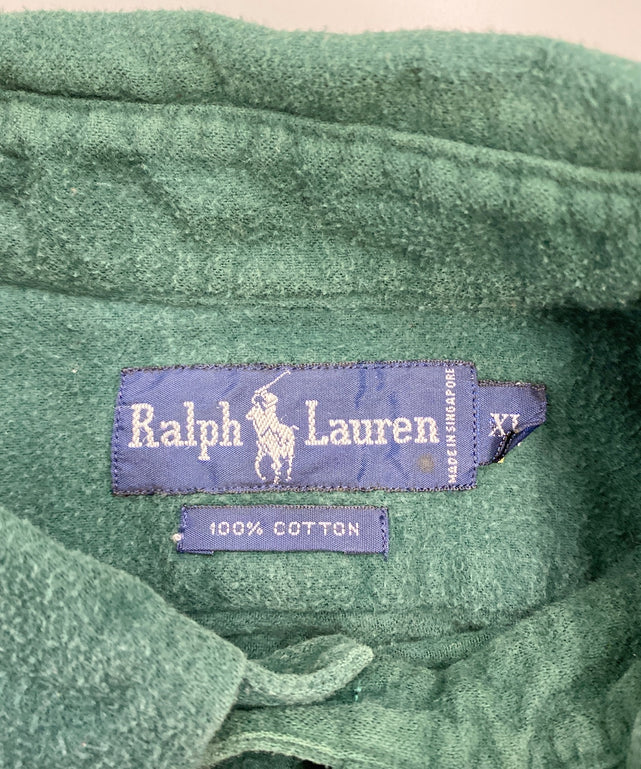 Ralph Lauren
MADE IN SINGAPORE
XL
100% COTTON